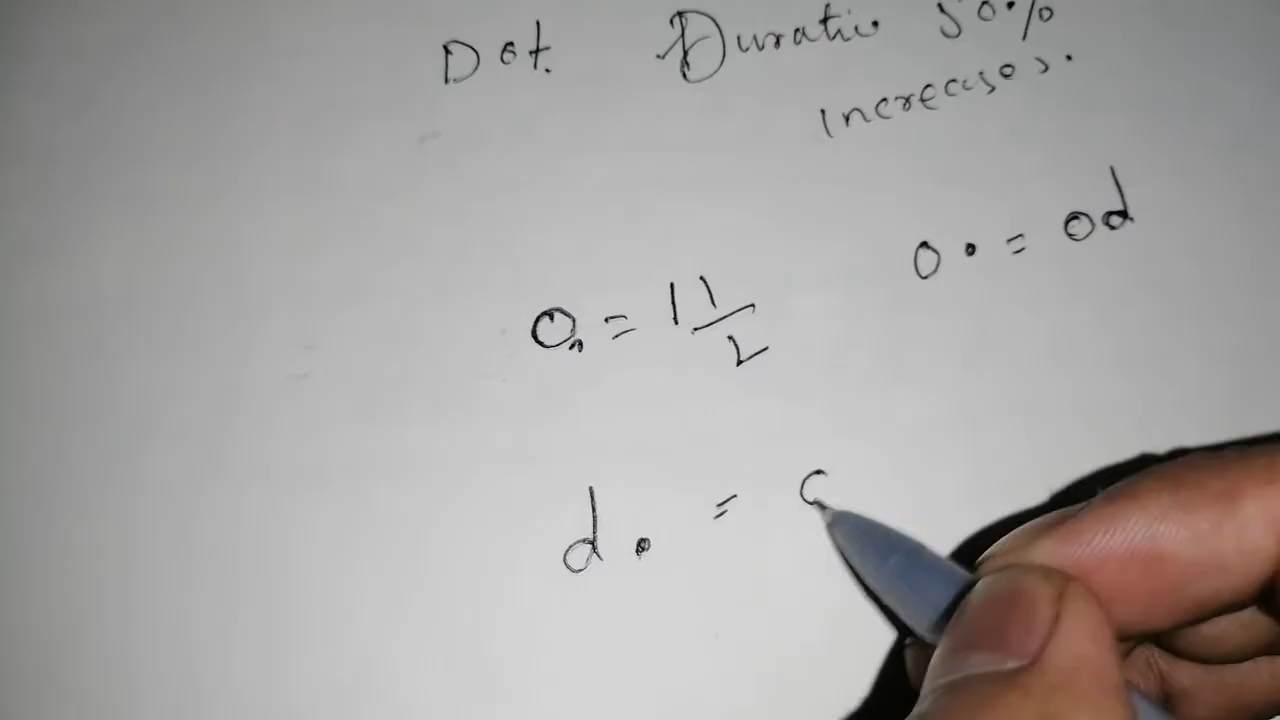 Dot. Duratio 50%
increases.
O. = od
O. = 1 1/2
d. =